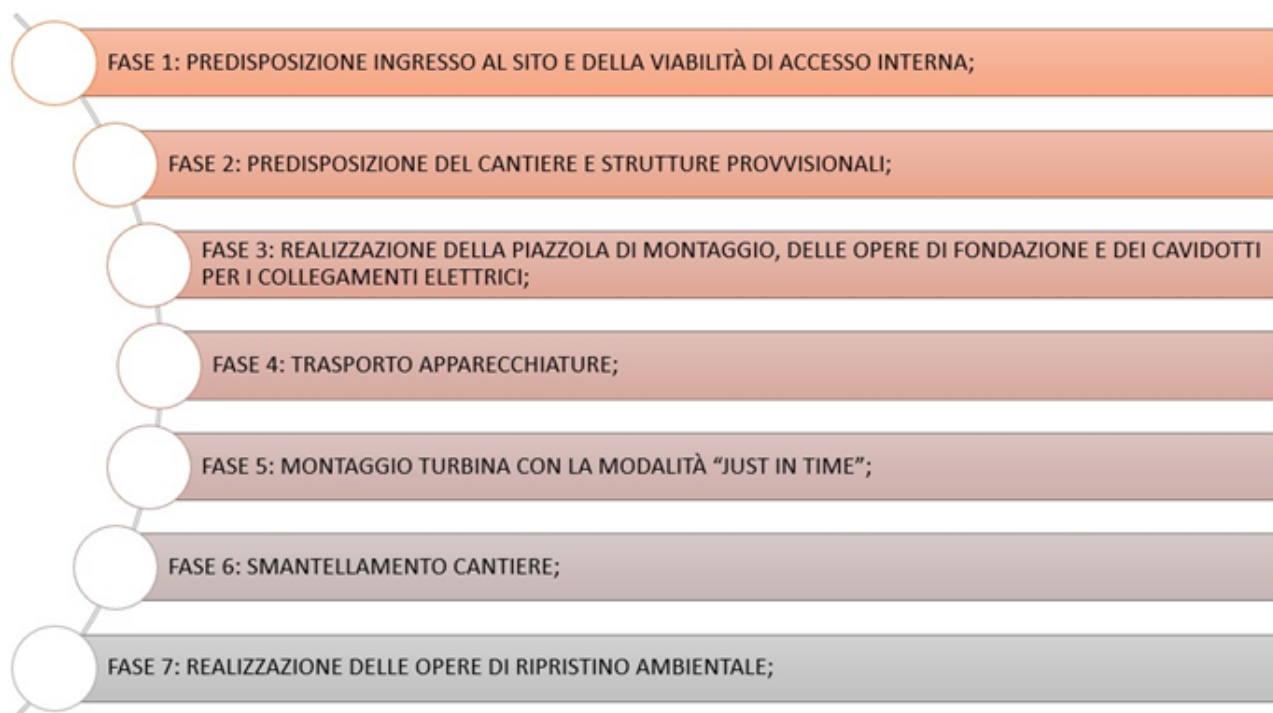 FASE 1: PREDISPOSIZIONE INGRESSO AL SITO E DELLA VIABILITÀ DI ACCESSO INTERNA;
FASE 2: PREDISPOSIZIONE DEL CANTIERE E STRUTTURE PROVVISIONALI;
FASE 3: REALIZZAZIONE DELLA PIAZZOLA DI MONTAGGIO, DELLE OPERE DI FONDAZIONE E DEI CAVIDOTTI
PER I COLLEGAMENTI ELETTRICI;
FASE 4: TRASPORTO APPARECCHIATURE;
FASE 5: MONTAGGIO TURBINA CON LA MODALITÀ “JUST IN TIME”;
FASE 6: SMANTELLAMENTO CANTIERE;
FASE 7: REALIZZAZIONE DELLE OPERE DI RIPRISTINO AMBIENTALE;